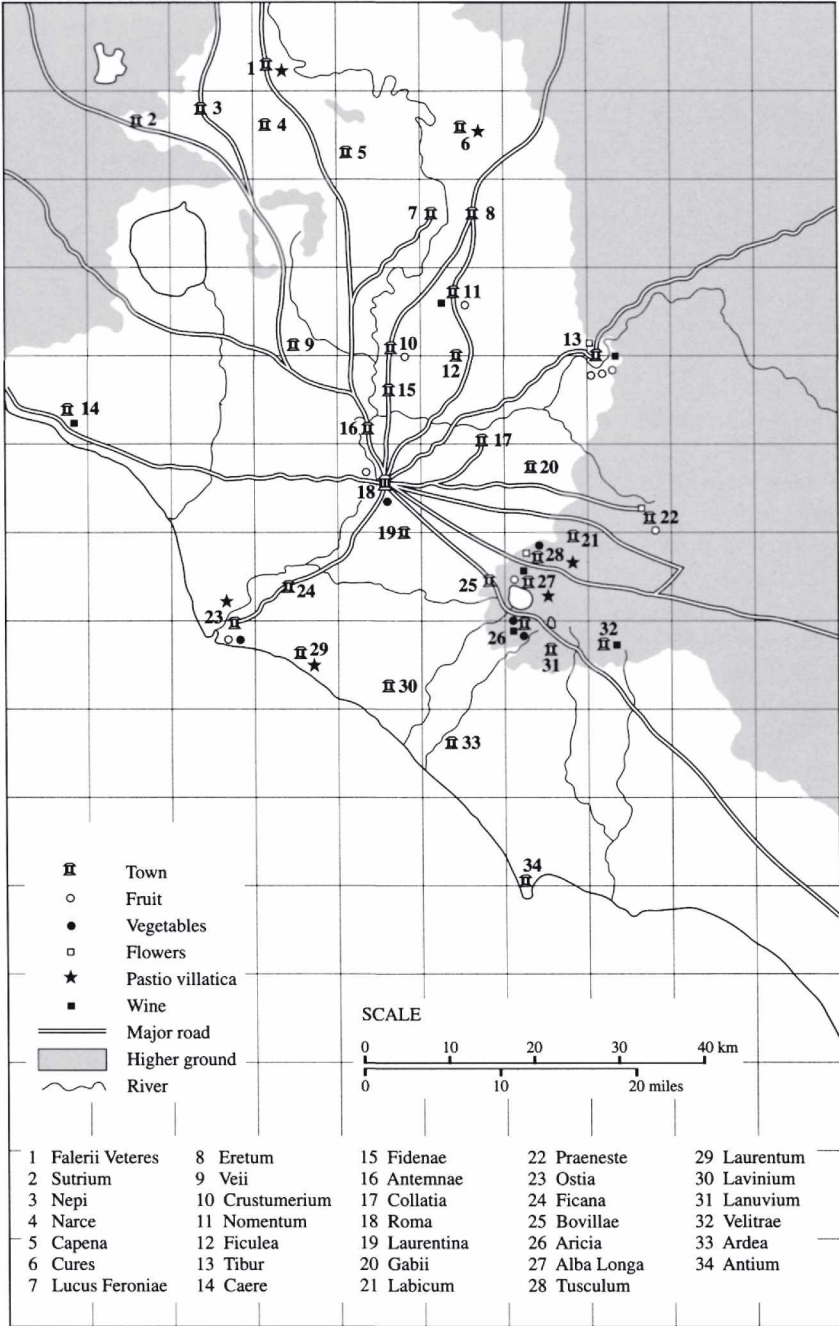 1
2
3
4
5
6
7
8
9
10
11
12
13
14
15
16
17
18
19
20
21
22
23
24
25
26
27
28
29
30
31
32
33
34
Town
Fruit
Vegetables
Flowers
Pastio villatica
Wine
Major road
Higher ground
River
SCALE
0 10 20 30 40 km
0 10 20 miles
1 Falerii Veteres
2 Sutrium
3 Nepi
4 Narce
5 Capena
6 Cures
7 Lucus Feroniae
8 Eretum
9 Veii
10 Crustumerium
11 Nomentum
12 Ficulea
13 Tibur
14 Caere
15 Fidenae
16 Antemnae
17 Collatia
18 Roma
19 Laurentina
20 Gabii
21 Labicum
22 Praeneste
23 Ostia
24 Ficana
25 Bovillae
26 Aricia
27 Alba Longa
28 Tusculum
29 Laurentum
30 Lavinium
31 Lanuvium
32 Velitrae
33 Ardea
34 Antium